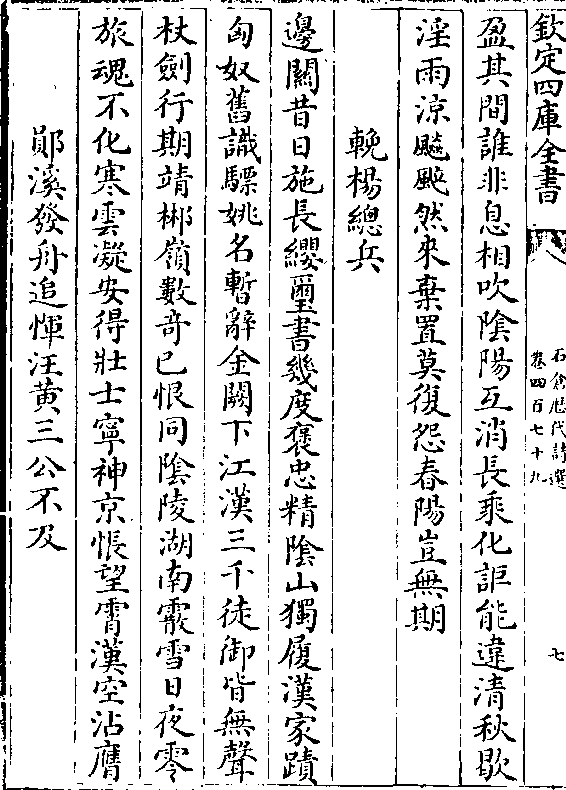 欽定四庫全書
石倉歴代詩選
卷四百七十九
七
盈其間誰非息相吹陰陽互消長乘化詎能違清秋歇
淫雨涼飈颯然來棄置莫復怨春陽豈無期
輓楊總兵
邊關昔日施長纓璽書幾度褒忠精陰山獨履漢家蹟
匈奴舊識驃姚名暫辭金闕下江漢三千徒御皆無聲
杖劍行期靖郴嶺數奇已恨同陰陵湖南霰雪日夜零
旅魂不化寒雲凝安得壯士寧神京悵望霄漢空沾膺
鄖溪發舟追惲汪黃三公不及